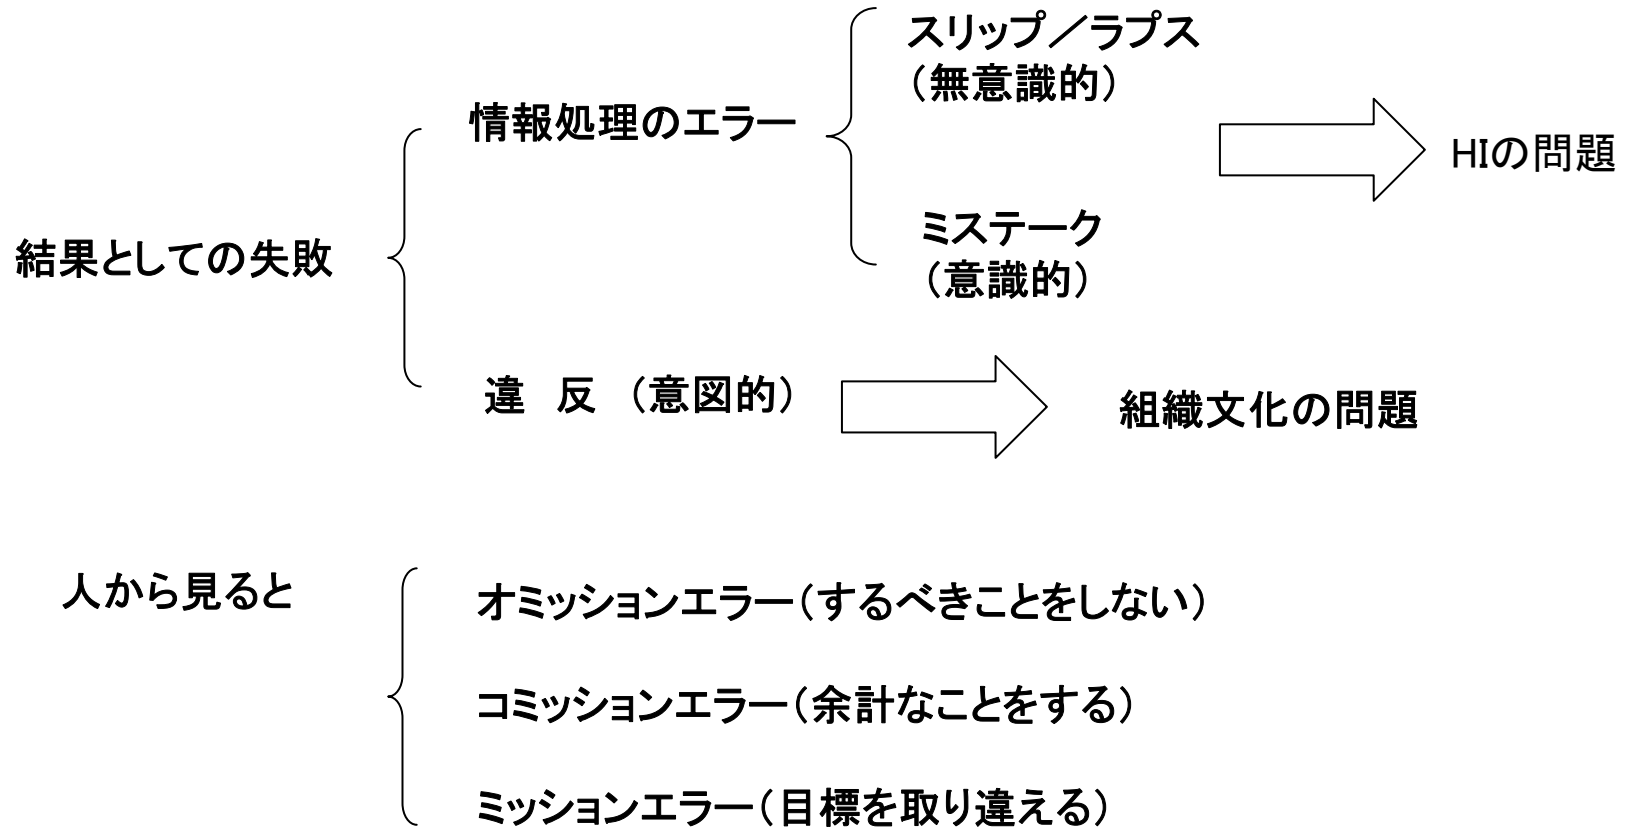 スリップ／ラプス
（無意識的）
情報処理のエラー
HIの問題
ミステーク
（意識的）
結果としての失敗
違　反　（意図的）
組織文化の問題
人から見ると
オミッションエラー（するべきことをしない）
コミッションエラー（余計なことをする）
ミッションエラー（目標を取り違える）